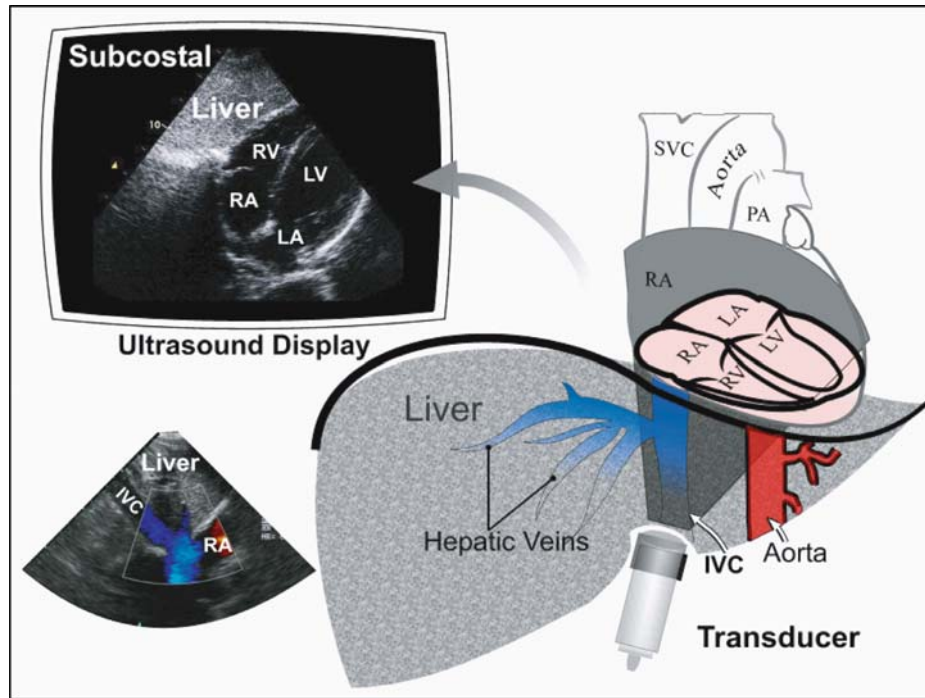 Subcostal
Liver
10
RV
LV
RA
LA
Ultrasound Display
SVC
Aorta
PA
RA
LA
RA
LV
RV
Liver
Hepatic Veins
IVC
Aorta
Transducer
Liver
IVC
RA